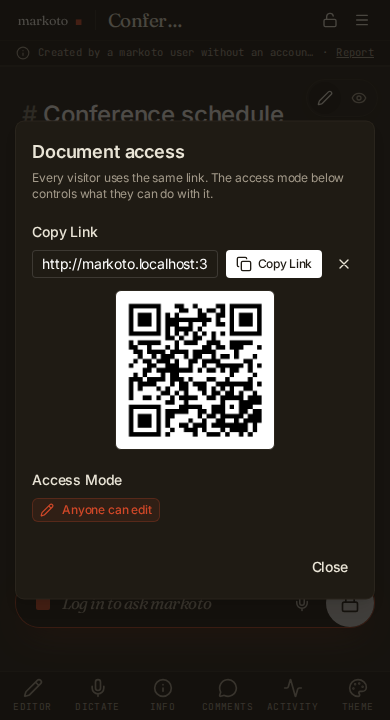 markoto
Confer...
Created by a markoto user without an accoun… · Report
# Conference schedule
Document access
Every visitor uses the same link. The access mode below
controls what they can do with it.
Copy Link
http://markoto.localhost:3
Copy Link
Access Mode
Anyone can edit
Close
Log in to ask markoto
EDITOR
DICTATE
INFO
COMMENTS
ACTIVITY
THEME